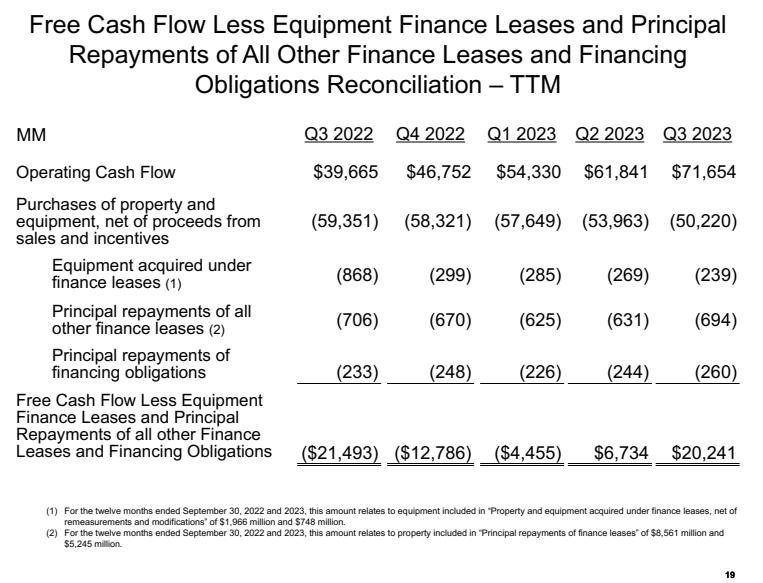 Free Cash Flow Less Equipment Finance Leases and Principal
Repayments of All Other Finance Leases and Financing
Obligations Reconciliation – TTM
MM Q3 2022 Q4 2022 Q1 2023 Q2 2023 Q3 2023
Operating Cash Flow $39,665 $46,752 $54,330 $61,841 $71,654
Purchases of property and
equipment, net of proceeds from (59,351) (58,321) (57,649) (53,963) (50,220)
sales and incentives
Equipment acquired under
finance leases (1) (868) (299) (285) (269) (239)
Principal repayments of all
other finance leases (2) (706) (670) (625) (631) (694)
Principal repayments of
financing obligations (233) (248) (226) (244) (260)
Free Cash Flow Less Equipment
Finance Leases and Principal
Repayments of all other Finance
Leases and Financing Obligations ($21,493) ($12,786) ($4,455) $6,734 $20,241
(1) For the twelve months ended September 30, 2022 and 2023, this amount relates to equipment included in “Property and equipment acquired under finance leases, net of
remeasurements and modifications” of $1,966 million and $748 million.
(2) For the twelve months ended September 30, 2022 and 2023, this amount relates to property included in “Principal repayments of finance leases” of $8,561 million and
$5,245 million.
19